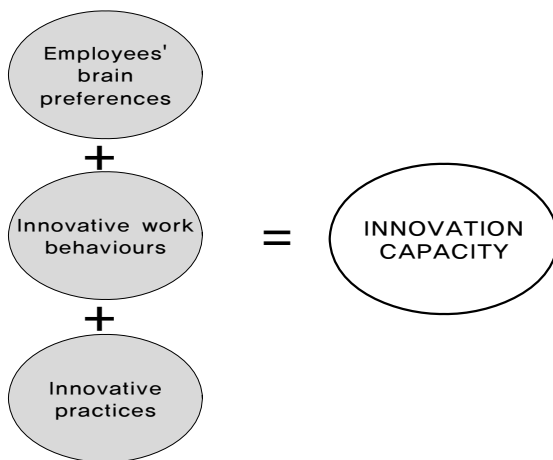 Employees'
brain
preferences
+
Innovative work
behaviours
=
INNOVATION
CAPACITY
+
Innovative
practices